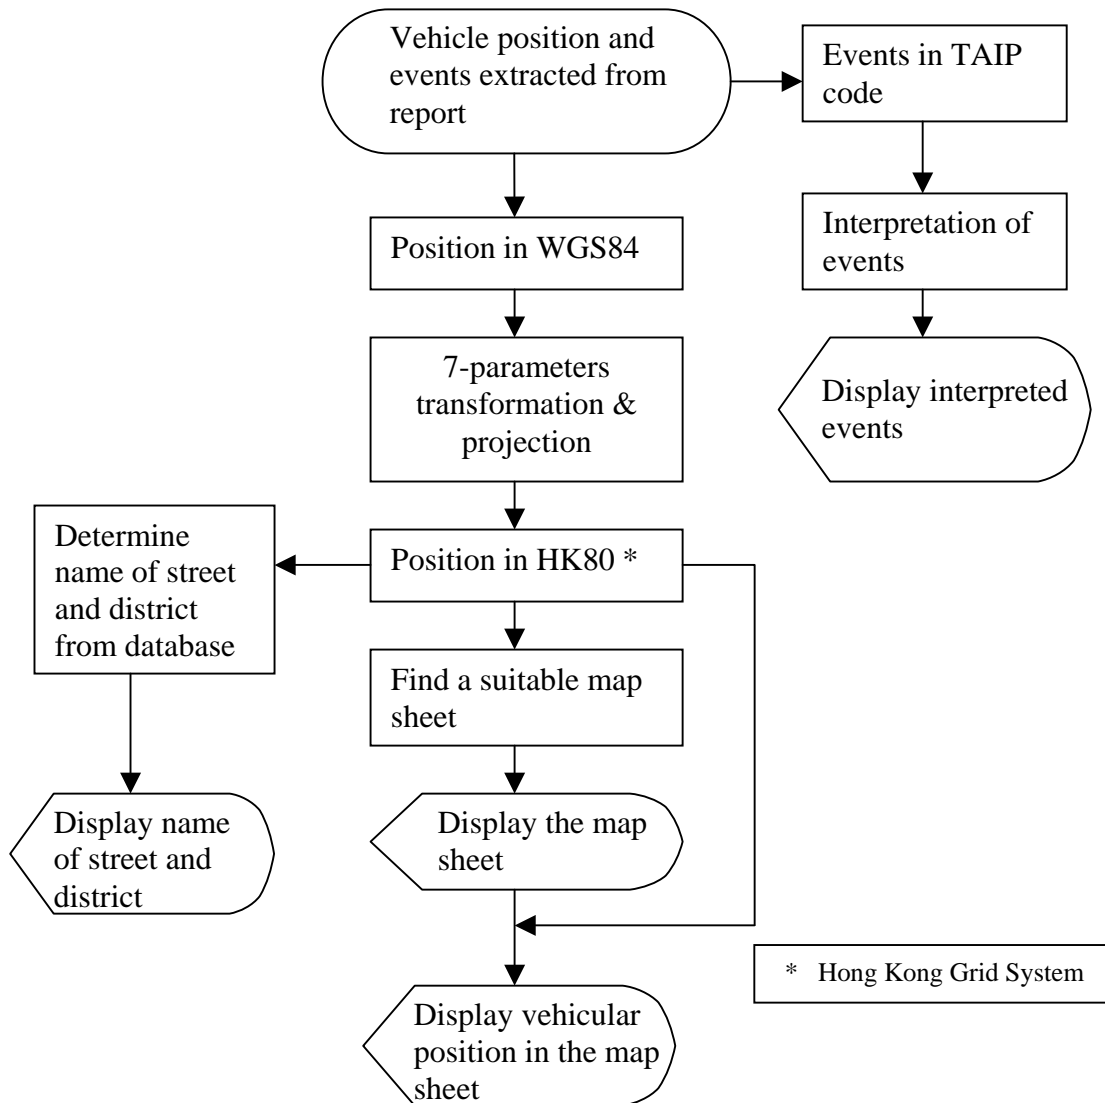 Vehicle position and
events extracted from
report
Events in TAIP
code
Position in WGS84
Interpretation of
events
7-parameters
transformation &
projection
Display interpreted
events
Determine
name of street
and district
from database
Position in HK80 *
Find a suitable map
sheet
Display name
of street and
district
Display the map
sheet
* Hong Kong Grid System
Display vehicular
position in the map
sheet